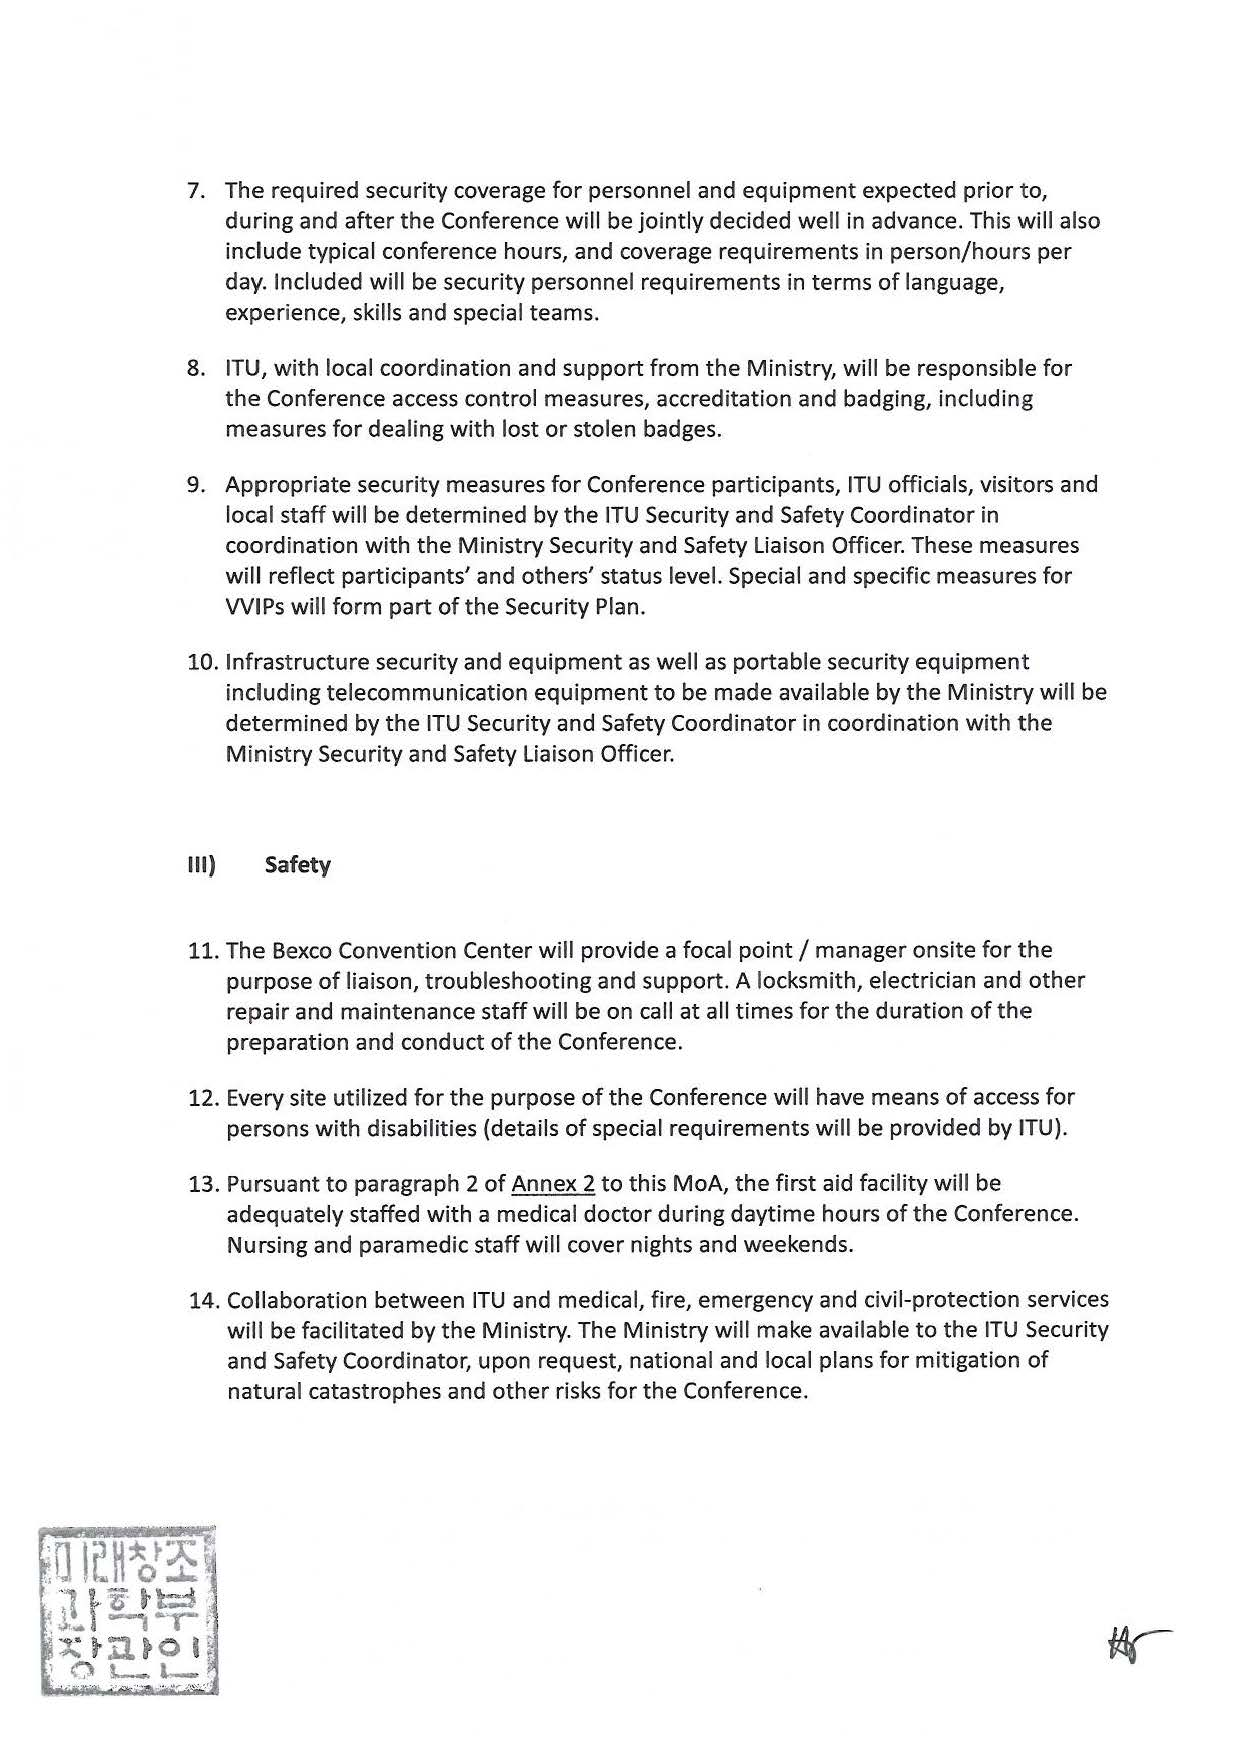 7. The required security coverage for personnel and equipment expected prior to,
during and after the Conference will be jointly decided well in advance. This will also
include typical conference hours, and coverage requirements in person/hours per
day. Included will be security personnel requirements in terms of language,
experience, skills and special teams.
8. ITU, with local coordination and support from the Ministry, will be responsible for
the Conference access control measures, accreditation and badging, including
measures for dealing with lost or stolen badges.
9. Appropriate security measures for Conference participants, ITU officials, visitors and
local staff will be determined by the ITU Security and Safety Coordinator in
coordination with the Ministry Security and Safety Liaison Officer. These measures
will reflect participants’ and others’ status level. Special and specific measures for
VVIPs will form part of the Security Plan.
10. Infrastructure security and equipment as well as portable security equipment
including telecommunication equipment to be made available by the Ministry will be
determined by the ITU Security and Safety Coordinator in coordination with the
Ministry Security and Safety Liaison Officer.
III) Safety
11. The Bexco Convention Center will provide a focal point / manager onsite for the
purpose of liaison, troubleshooting and support. A locksmith, electrician and other
repair and maintenance staff will be on call at all times for the duration of the
preparation and conduct of the Conference.
12. Every site utilized for the purpose of the Conference will have means of access for
persons with disabilities (details of special requirements will be provided by ITU).
13. Pursuant to paragraph 2 of Annex 2 to this MoA, the first aid facility will be
adequately staffed with a medical doctor during daytime hours of the Conference.
Nursing and paramedic staff will cover nights and weekends.
14. Collaboration between ITU and medical, fire, emergency and civil-protection services
will be facilitated by the Ministry. The Ministry will make available to the ITU Security
and Safety Coordinator, upon request, national and local plans for mitigation of
natural catastrophes and other risks for the Conference.
미래창조
과학부
장관인